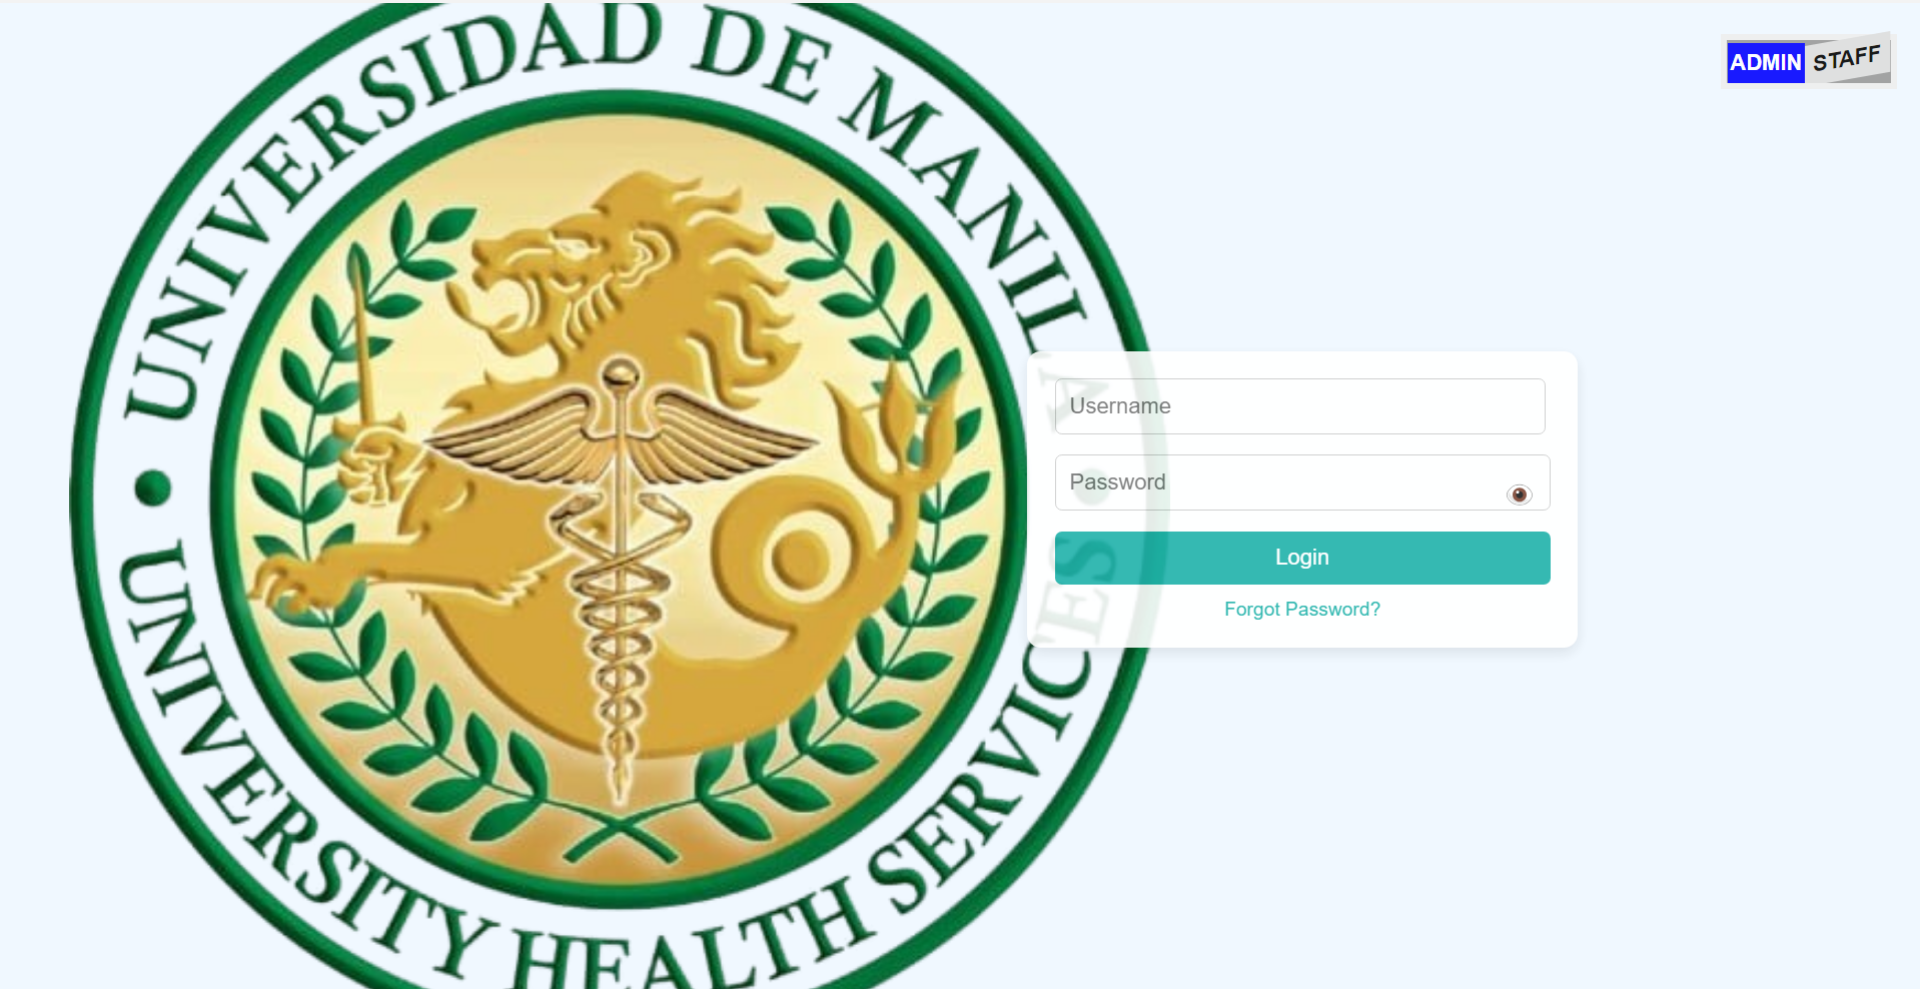 UNIVERSIDAD DE MANILA
• UNIVERSITY HEALTH SERVICES •
ADMIN STAFF
Username
Password
Login
Forgot Password?